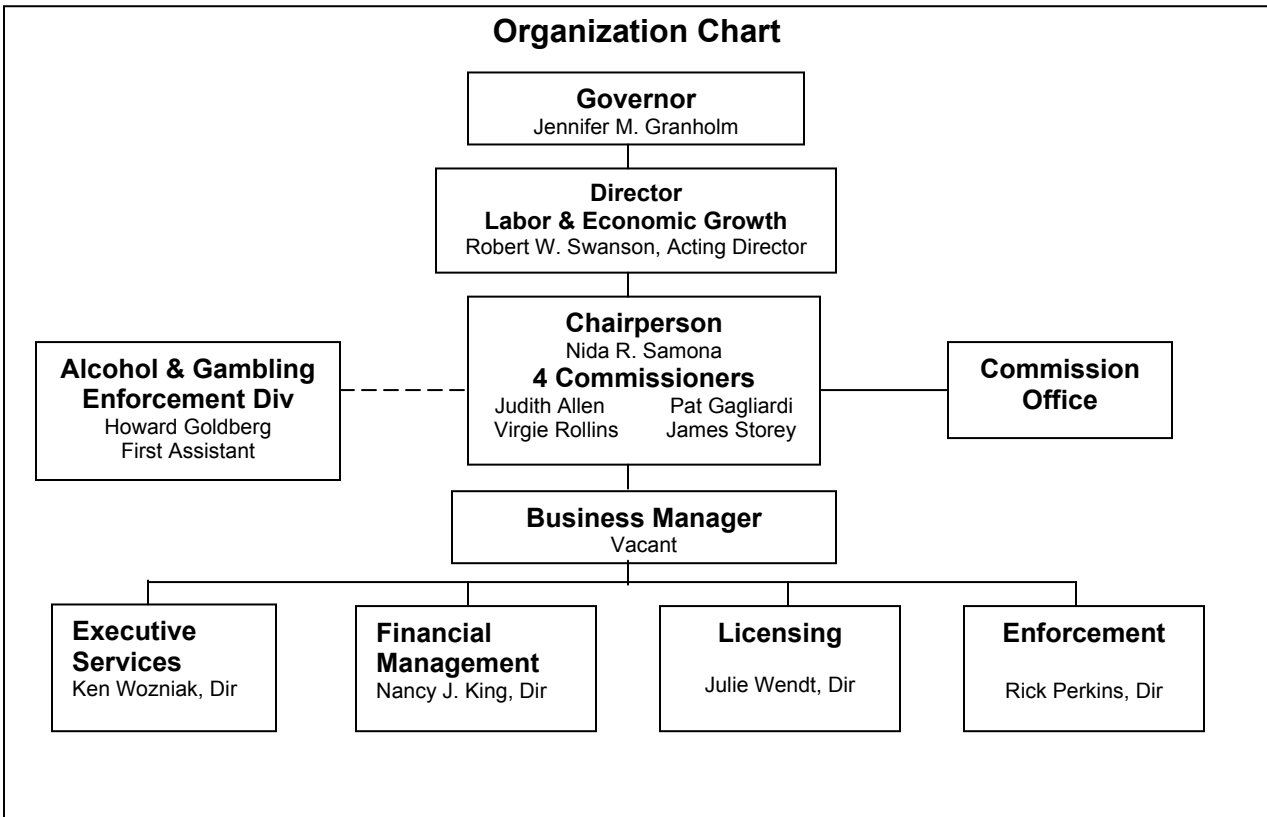 Organization Chart
Governor
Jennifer M. Granholm
Director
Labor & Economic Growth
Robert W. Swanson, Acting Director
Chairperson
Nida R. Samona
4 Commissioners
Judith Allen Pat Gagliardi
Virgie Rollins James Storey
Alcohol & Gambling
Enforcement Div
Howard Goldberg
First Assistant
Commission
Office
Business Manager
Vacant
Executive
Services
Ken Wozniak, Dir
Financial
Management
Nancy J. King, Dir
Licensing
Julie Wendt, Dir
Enforcement
Rick Perkins, Dir